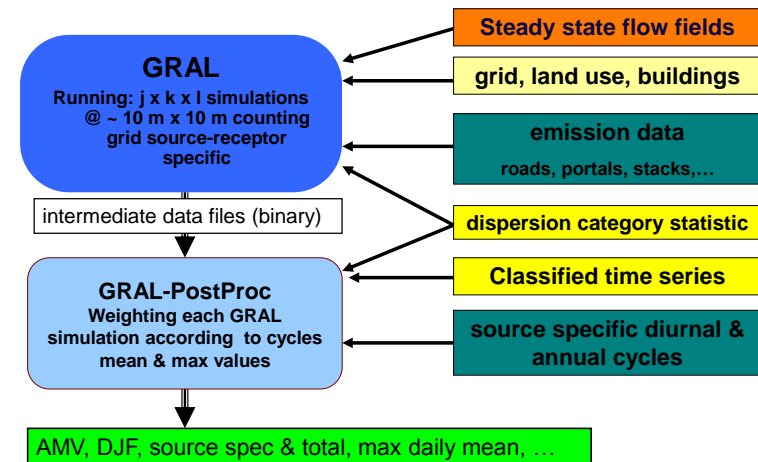 Steady state flow fields
GRAL
Running: j x k x l simulations
@ ~ 10 m x 10 m counting
grid source-receptor
specific
grid, land use, buildings
emission data
roads, portals, stacks,...
intermediate data files (binary)
dispersion category statistic
GRAL-PostProc
Weighting each GRAL
simulation according to cycles
mean & max values
Classified time series
source specific diurnal &
annual cycles
AMV, DJF, source spec & total, max daily mean, ...